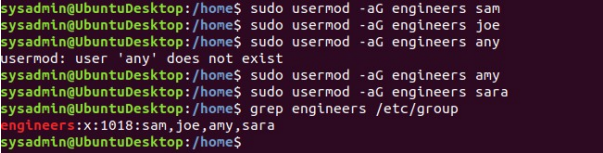 sysadmin@UbuntuDesktop:/home$ sudo usermod -aG engineers sam
sysadmin@UbuntuDesktop:/home$ sudo usermod -aG engineers joe
sysadmin@UbuntuDesktop:/home$ sudo usermod -aG engineers any
usermod: user 'any' does not exist
sysadmin@UbuntuDesktop:/home$ sudo usermod -aG engineers amy
sysadmin@UbuntuDesktop:/home$ sudo usermod -aG engineers sara
sysadmin@UbuntuDesktop:/home$ grep engineers /etc/group
engineers:x:1018:sam,joe,amy,sara
sysadmin@UbuntuDesktop:/home$